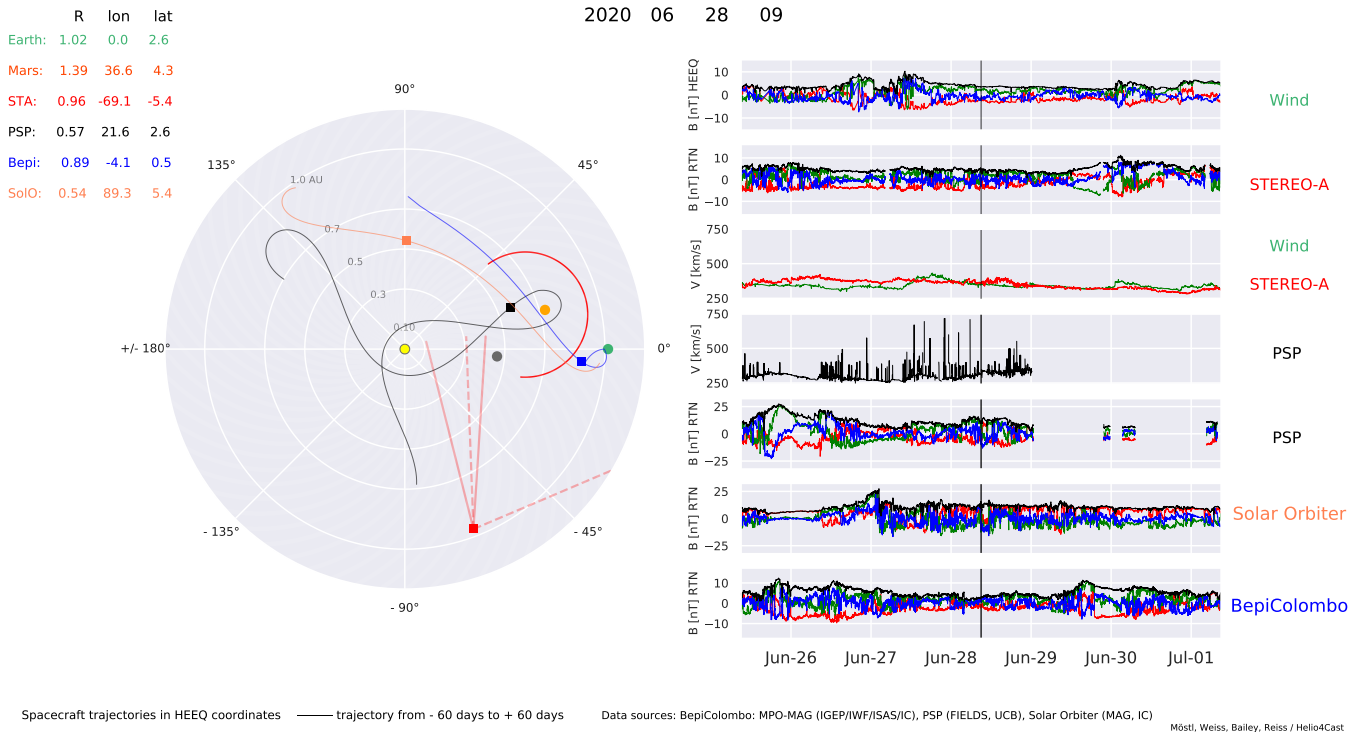 2020 06 28 09
R lon lat
Earth: 1.02 0.0 2.6
Mars: 1.39 36.6 4.3
STA: 0.96 -69.1 -5.4
PSP: 0.57 21.6 2.6
Bepi: 0.89 -4.1 0.5
SolO: 0.54 89.3 5.4
90°
135°
45°
1.0 AU
0.7
0.5
0.3
0.10
+/- 180°
0°
- 135°
- 45°
- 90°
B [nT] HEEQ
10
0
−10
Wind
B [nT] RTN
10
0
−10
STEREO-A
V [km/s]
750
500
250
Wind
STEREO-A
V [km/s]
750
500
250
PSP
B [nT] RTN
25
0
−25
PSP
B [nT] RTN
25
0
−25
Solar Orbiter
B [nT] RTN
10
0
−10
BepiColombo
Jun-26 Jun-27 Jun-28 Jun-29 Jun-30 Jul-01
Spacecraft trajectories in HEEQ coordinates
trajectory from - 60 days to + 60 days
Data sources: BepiColombo: MPO-MAG (IGEP/IWF/ISAS/IC), PSP (FIELDS, UCB), Solar Orbiter (MAG, IC)
Möstl, Weiss, Bailey, Reiss / Helio4Cast